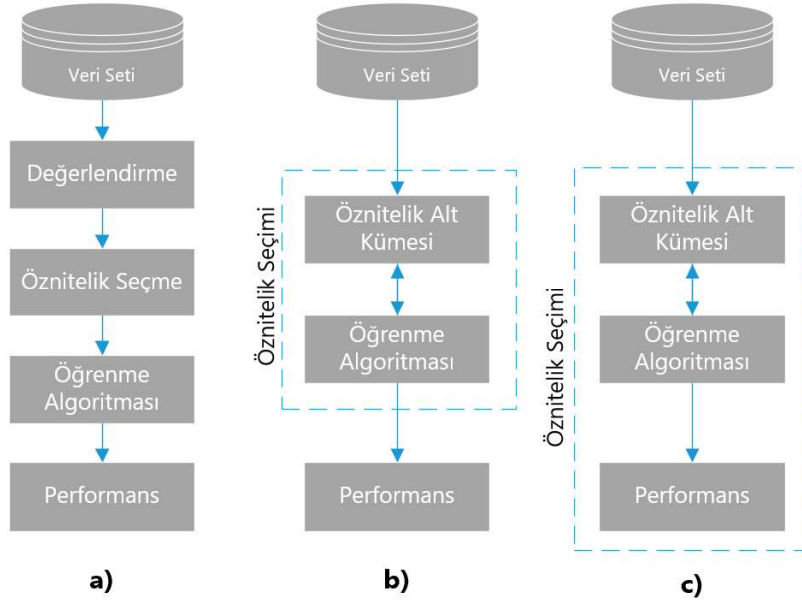 Veri Seti
Değerlendirme
Öznitelik Seçme
Öğrenme
Algoritması
Performans
a)
Veri Seti
Öznitelik Seçimi
Öznitelik Alt
Kümesi
Öğrenme
Algoritması
Performans
b)
Veri Seti
Öznitelik Seçimi
Öznitelik Alt
Kümesi
Öğrenme
Algoritması
Performans
c)